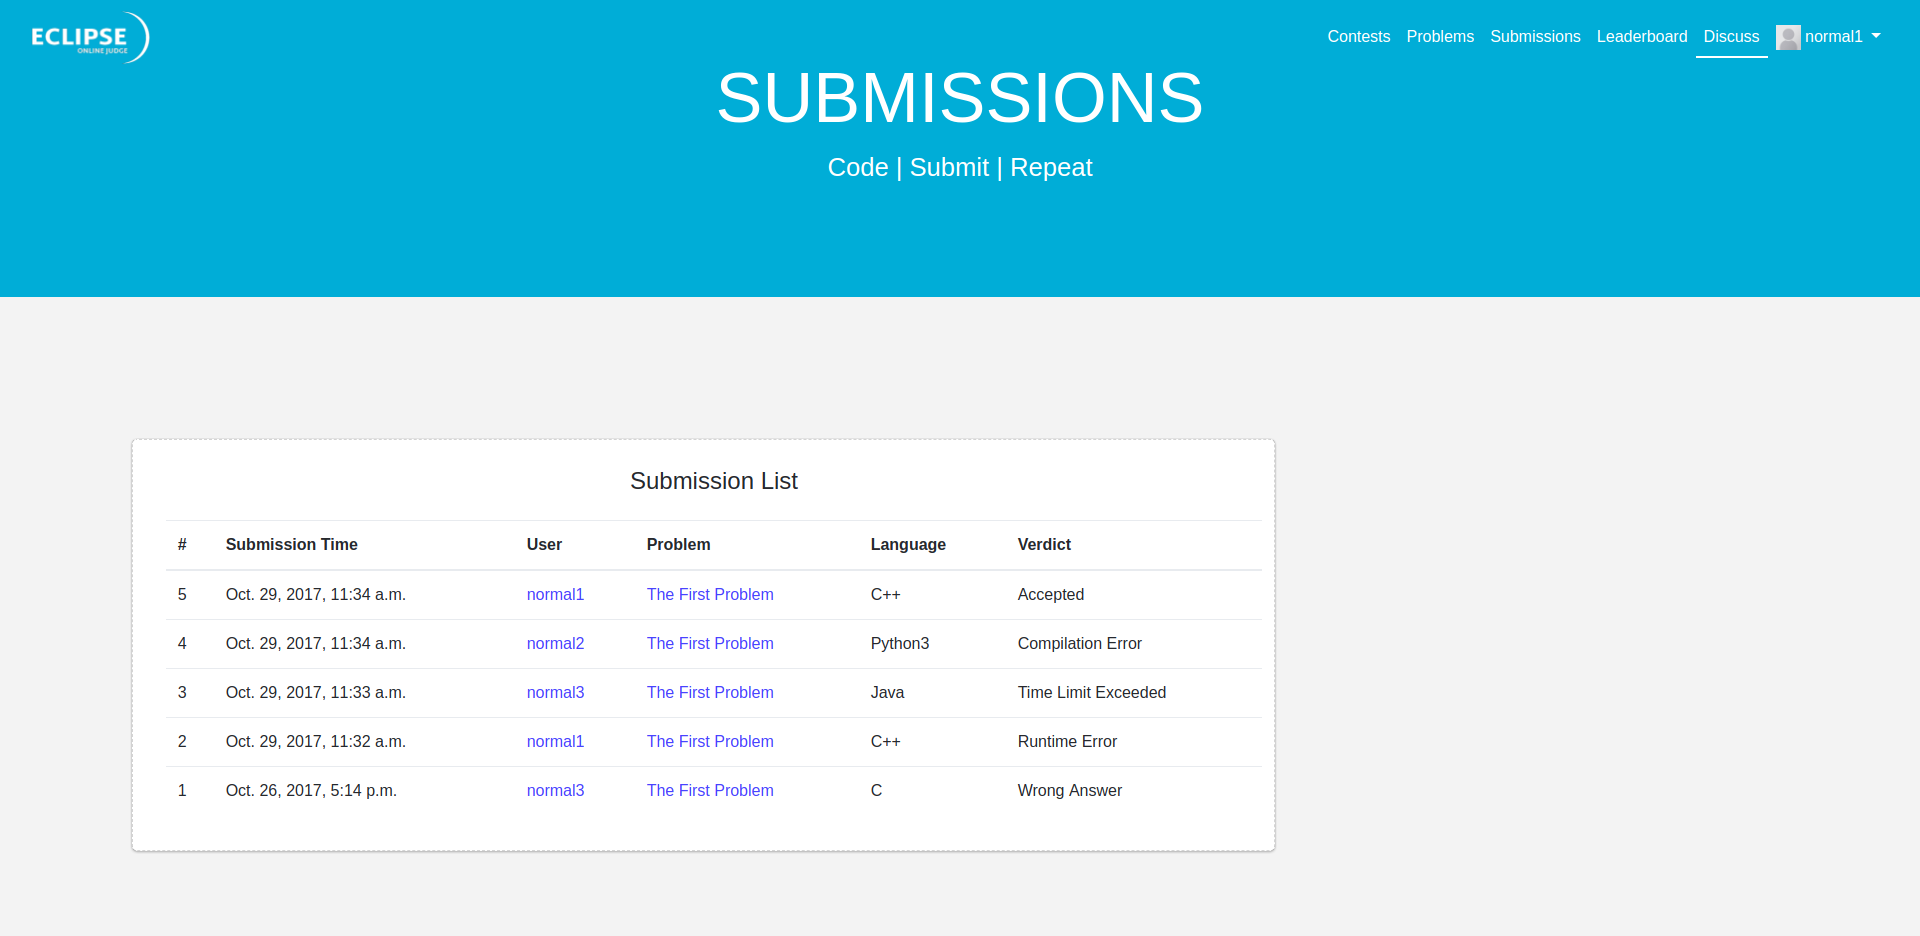 ECLIPSE
ONLINE JUDGE
Contests Problems Submissions Leaderboard Discuss normal1
SUBMISSIONS
Code | Submit | Repeat
Submission List
# Submission Time User Problem Language Verdict
5 Oct. 29, 2017, 11:34 a.m. normal1 The First Problem C++ Accepted
4 Oct. 29, 2017, 11:34 a.m. normal2 The First Problem Python3 Compilation Error
3 Oct. 29, 2017, 11:33 a.m. normal3 The First Problem Java Time Limit Exceeded
2 Oct. 29, 2017, 11:32 a.m. normal1 The First Problem C++ Runtime Error
1 Oct. 26, 2017, 5:14 p.m. normal3 The First Problem C Wrong Answer